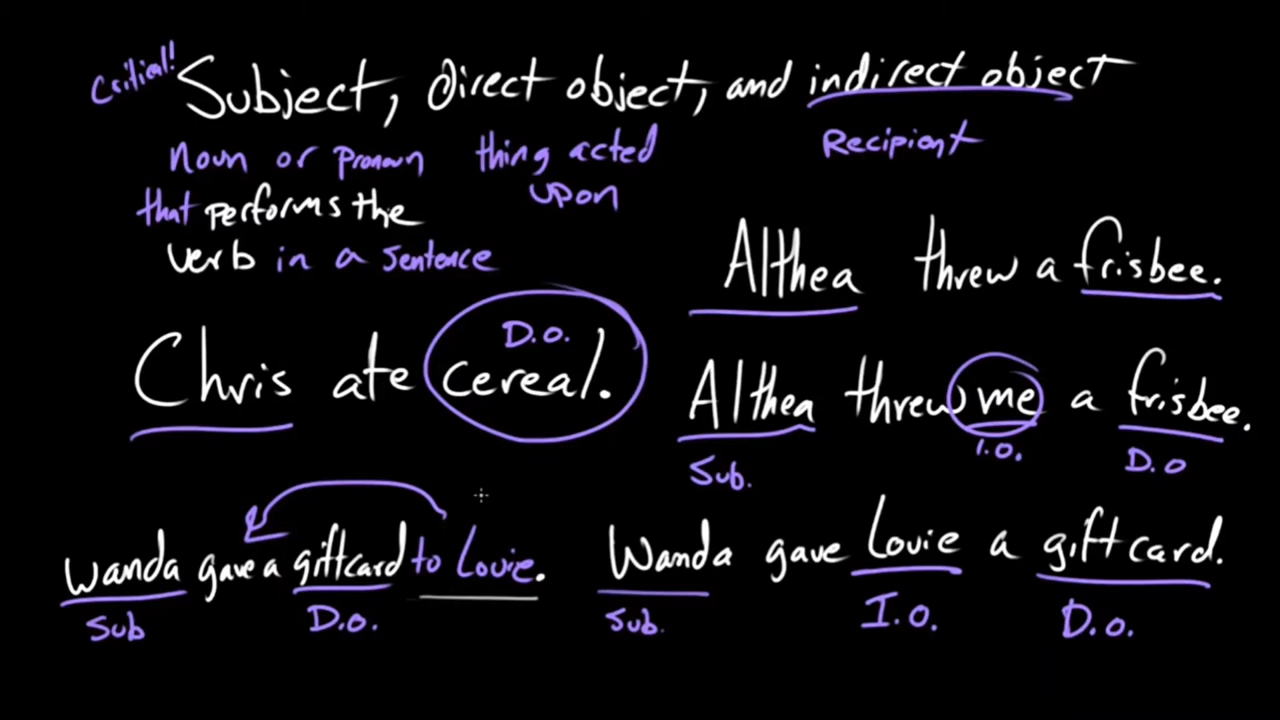 Critical!
Subject, direct object, and indirect object
noun or pronoun
that performs the
verb in a sentence
thing acted
upon
Recipient
Althea threw a frisbee.
D.O.
Chris ate cereal.
Althea threw me a frisbee.
Sub. I.O. D.O
Wanda gave a giftcard to Louie.
Sub D.O.
Wanda gave Louie a giftcard.
Sub. I.O. D.O.